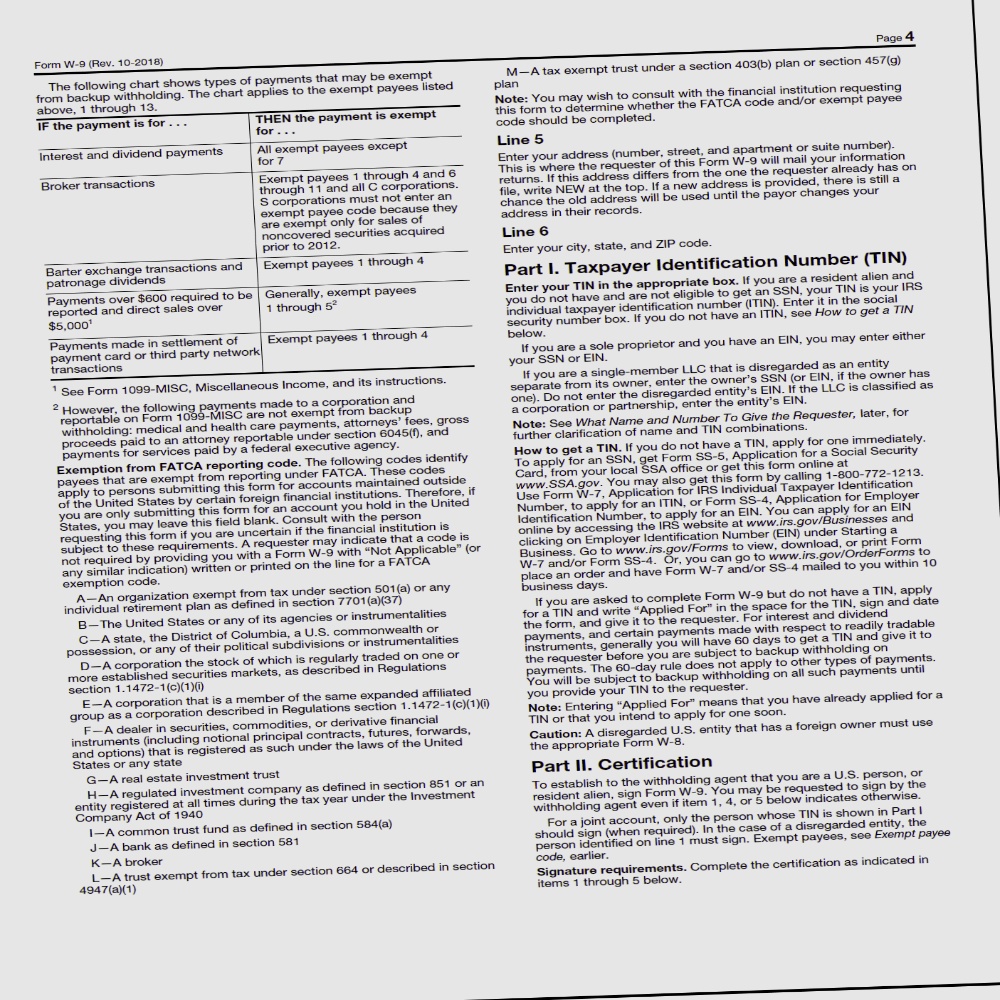 Form W-9 (Rev. 10-2018)
Page 4
The following chart shows types of payments that may be exempt
from backup withholding. The chart applies to the exempt payees listed
above, 1 through 13.
IF the payment is for . . .
THEN the payment is exempt
for . . .
Interest and dividend payments
All exempt payees except
for 7
Broker transactions
Exempt payees 1 through 4 and 6
through 11 and all C corporations.
S corporations must not enter an
exempt payee code because they
are exempt only for sales of
noncovered securities acquired
prior to 2012.
Barter exchange transactions and
patronage dividends
Exempt payees 1 through 4
Payments over $600 required to be
reported and direct sales over
$5,000¹
Generally, exempt payees
1 through 5²
Payments made in settlement of
payment card or third party network
transactions
Exempt payees 1 through 4
¹ See Form 1099-MISC, Miscellaneous Income, and its instructions.
² However, the following payments made to a corporation and
reportable on Form 1099-MISC are not exempt from backup
withholding: medical and health care payments, attorneys' fees, gross
proceeds paid to an attorney reportable under section 6045(f), and
payments for services paid by a federal executive agency.
Exemption from FATCA reporting code. The following codes identify
payees that are exempt from reporting under FATCA. These codes
apply to persons submitting this form for accounts maintained outside
of the United States by certain foreign financial institutions. Therefore, if
you are only submitting this form for an account you hold in the United
States, you may leave this field blank. Consult with the person
requesting this form if you are uncertain if the financial institution is
subject to these requirements. A requester may indicate that a code is
not required by providing you with a Form W-9 with “Not Applicable” (or
any similar indication) written or printed on the line for a FATCA
exemption code.
A—An organization exempt from tax under section 501(a) or any
individual retirement plan as defined in section 7701(a)(37)
B—The United States or any of its agencies or instrumentalities
C—A state, the District of Columbia, a U.S. commonwealth or
possession, or any of their political subdivisions or instrumentalities
D—A corporation the stock of which is regularly traded on one or
more established securities markets, as described in Regulations
section 1.1472-1(c)(1)(i)
E—A corporation that is a member of the same expanded affiliated
group as a corporation described in Regulations section 1.1472-1(c)(1)(i)
F—A dealer in securities, commodities, or derivative financial
instruments (including notional principal contracts, futures, forwards,
and options) that is registered as such under the laws of the United
States or any state
G—A real estate investment trust
H—A regulated investment company as defined in section 851 or an
entity registered at all times during the tax year under the Investment
Company Act of 1940
I—A common trust fund as defined in section 584(a)
J—A bank as defined in section 581
K—A broker
L—A trust exempt from tax under section 664 or described in section
4947(a)(1)
M—A tax exempt trust under a section 403(b) plan or section 457(g)
plan
Note: You may wish to consult with the financial institution requesting
this form to determine whether the FATCA code and/or exempt payee
code should be completed.
Line 5
Enter your address (number, street, and apartment or suite number).
This is where the requester of this Form W-9 will mail your information
returns. If this address differs from the one the requester already has on
file, write NEW at the top. If a new address is provided, there is still a
chance the old address will be used until the payor changes your
address in their records.
Line 6
Enter your city, state, and ZIP code.
Part I. Taxpayer Identification Number (TIN)
Enter your TIN in the appropriate box. If you are a resident alien and
you do not have and are not eligible to get an SSN, your TIN is your IRS
individual taxpayer identification number (ITIN). Enter it in the social
security number box. If you do not have an ITIN, see How to get a TIN
below.
If you are a sole proprietor and you have an EIN, you may enter either
your SSN or EIN.
If you are a single-member LLC that is disregarded as an entity
separate from its owner, enter the owner’s SSN (or EIN, if the owner has
one). Do not enter the disregarded entity’s EIN. If the LLC is classified as
a corporation or partnership, enter the entity’s EIN.
Note: See What Name and Number To Give the Requester, later, for
further clarification of name and TIN combinations.
How to get a TIN. If you do not have a TIN, apply for one immediately.
To apply for an SSN, get Form SS-5, Application for a Social Security
Card, from your local SSA office or get this form online at
www.SSA.gov. You may also get this form by calling 1-800-772-1213.
Use Form W-7, Application for IRS Individual Taxpayer Identification
Number, to apply for an ITIN, or Form SS-4, Application for Employer
Identification Number, to apply for an EIN. You can apply for an EIN
online by accessing the IRS website at www.irs.gov/Businesses and
clicking on Employer Identification Number (EIN) under Starting a
Business. Go to www.irs.gov/Forms to view, download, or print Form
W-7 and/or Form SS-4. Or, you can go to www.irs.gov/OrderForms to
place an order and have Form W-7 and/or SS-4 mailed to you within 10
business days.
If you are asked to complete Form W-9 but do not have a TIN, apply
for a TIN and write “Applied For” in the space for the TIN, sign and date
the form, and give it to the requester. For interest and dividend
payments, and certain payments made with respect to readily tradable
instruments, generally you will have 60 days to get a TIN and give it to
the requester before you are subject to backup withholding on
payments. The 60-day rule does not apply to other types of payments.
You will be subject to backup withholding on all such payments until
you provide your TIN to the requester.
Note: Entering “Applied For” means that you have already applied for a
TIN or that you intend to apply for one soon.
Caution: A disregarded U.S. entity that has a foreign owner must use
the appropriate Form W-8.
Part II. Certification
To establish to the withholding agent that you are a U.S. person, or
resident alien, sign Form W-9. You may be requested to sign by the
withholding agent even if item 1, 4, or 5 below indicates otherwise.
For a joint account, only the person whose TIN is shown in Part I
should sign (when required). In the case of a disregarded entity, the
person identified on line 1 must sign. Exempt payees, see Exempt payee
code, earlier.
Signature requirements. Complete the certification as indicated in
items 1 through 5 below.